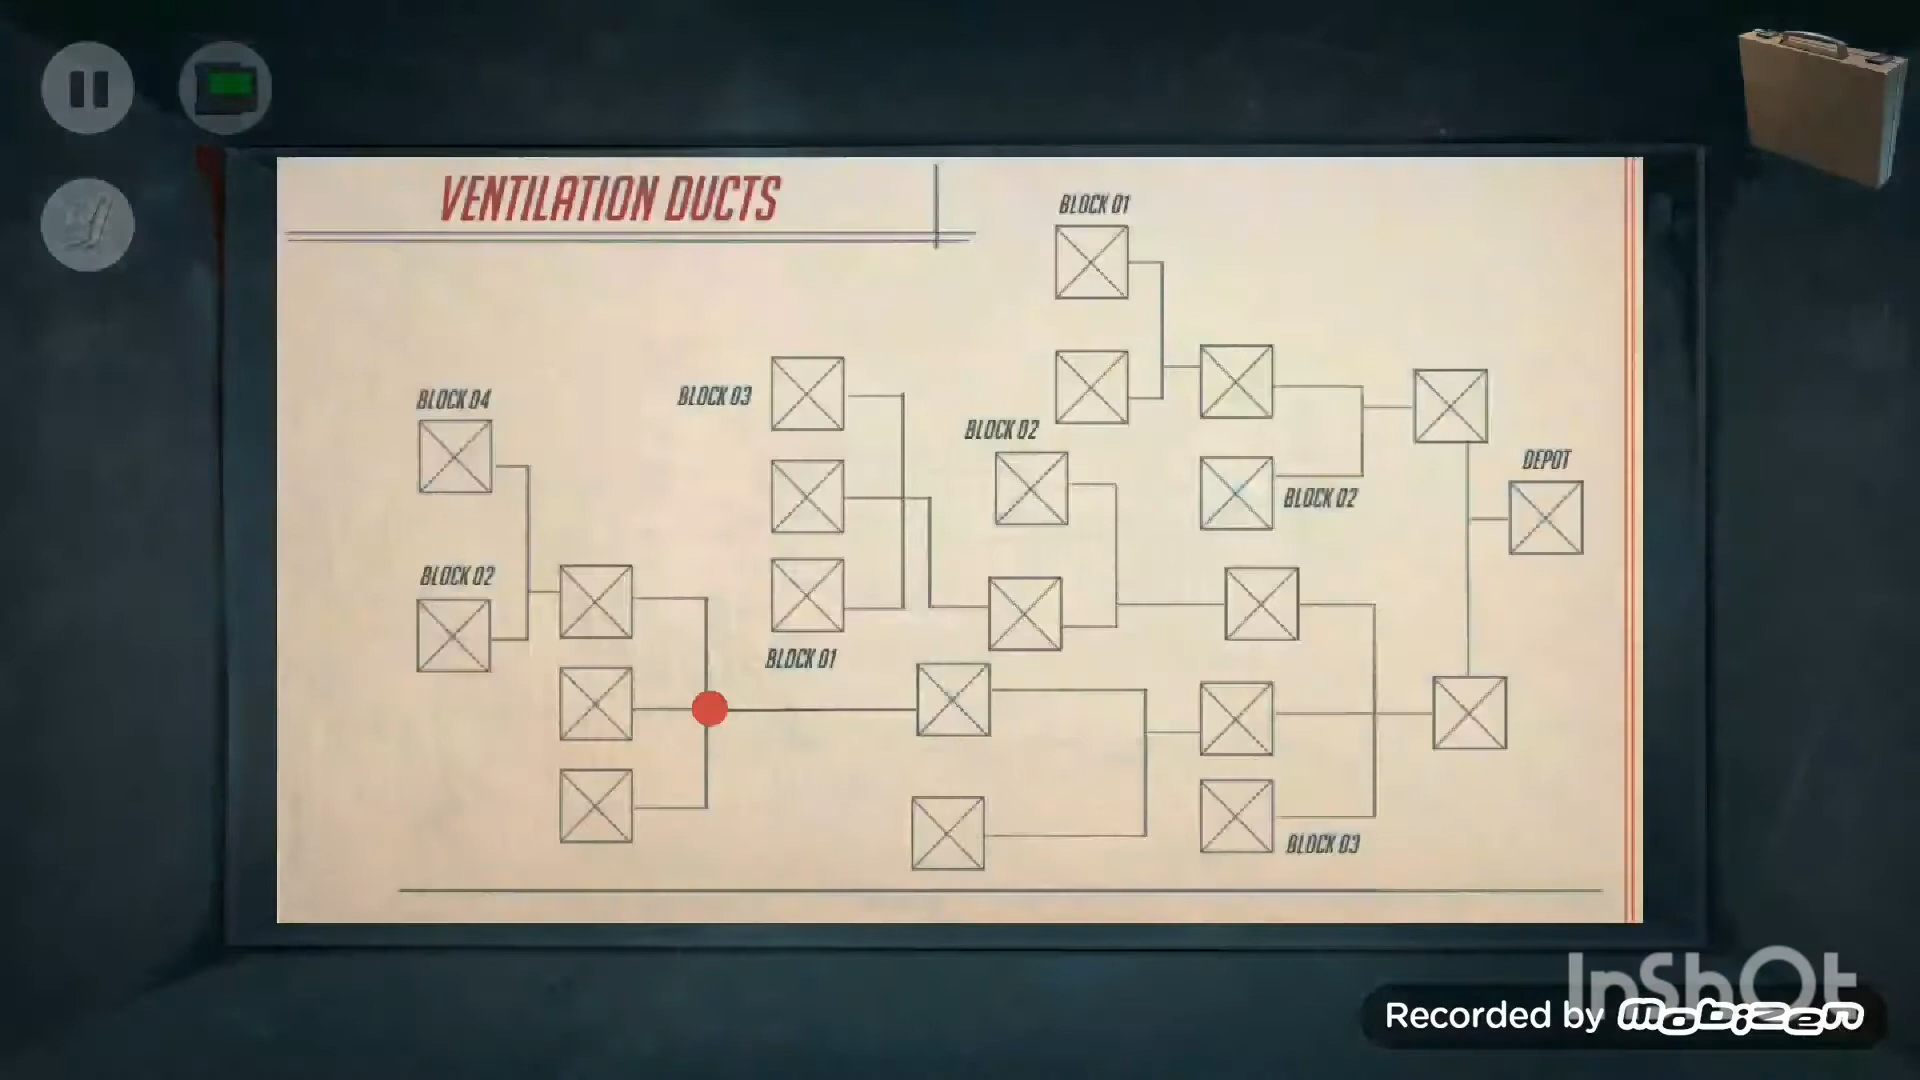 VENTILATION DUCTS
BLOCK 01
BLOCK 04
BLOCK 03
BLOCK 02
DEPOT
BLOCK 02
BLOCK 02
BLOCK 01
BLOCK 03
InShOt
Recorded by mobizen